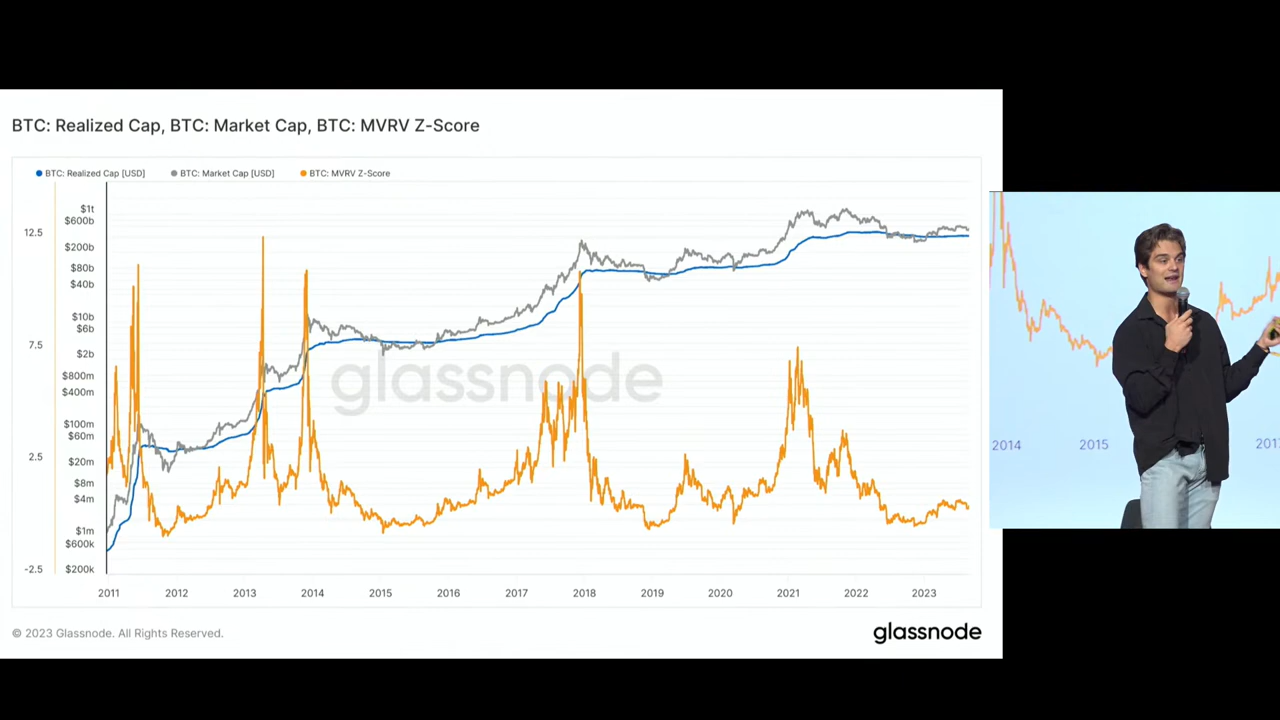 BTC: Realized Cap, BTC: Market Cap, BTC: MVRV Z-Score
BTC: Realized Cap [USD] BTC: Market Cap [USD] BTC: MVRV Z-Score
12.5
7.5
2.5
-2.5
$1t
$600b
$200b
$80b
$40b
$10b
$6b
$2b
$800m
$400m
$100m
$60m
$20m
$8m
$4m
$1m
$600k
$200k
glassnode
2011 2012 2013 2014 2015 2016 2017 2018 2019 2020 2021 2022 2023
© 2023 Glassnode. All Rights Reserved.
glassnode
2014 2015